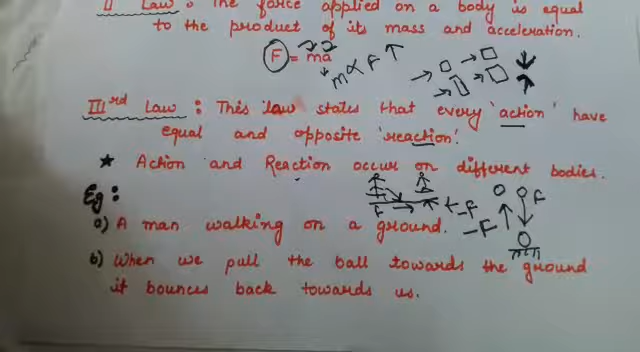 II Law : The force applied on a body is equal
to the product of its mass and acceleration.
F = ma
m ∝ F ↑
IIIrd Law : This law states that every 'action' have
equal and opposite 'reaction'.
★ Action and Reaction occur on different bodies.
Eg :
F -F -F F
a) A man walking on a ground.
b) When we pull the ball towards the ground
it bounces back towards us.